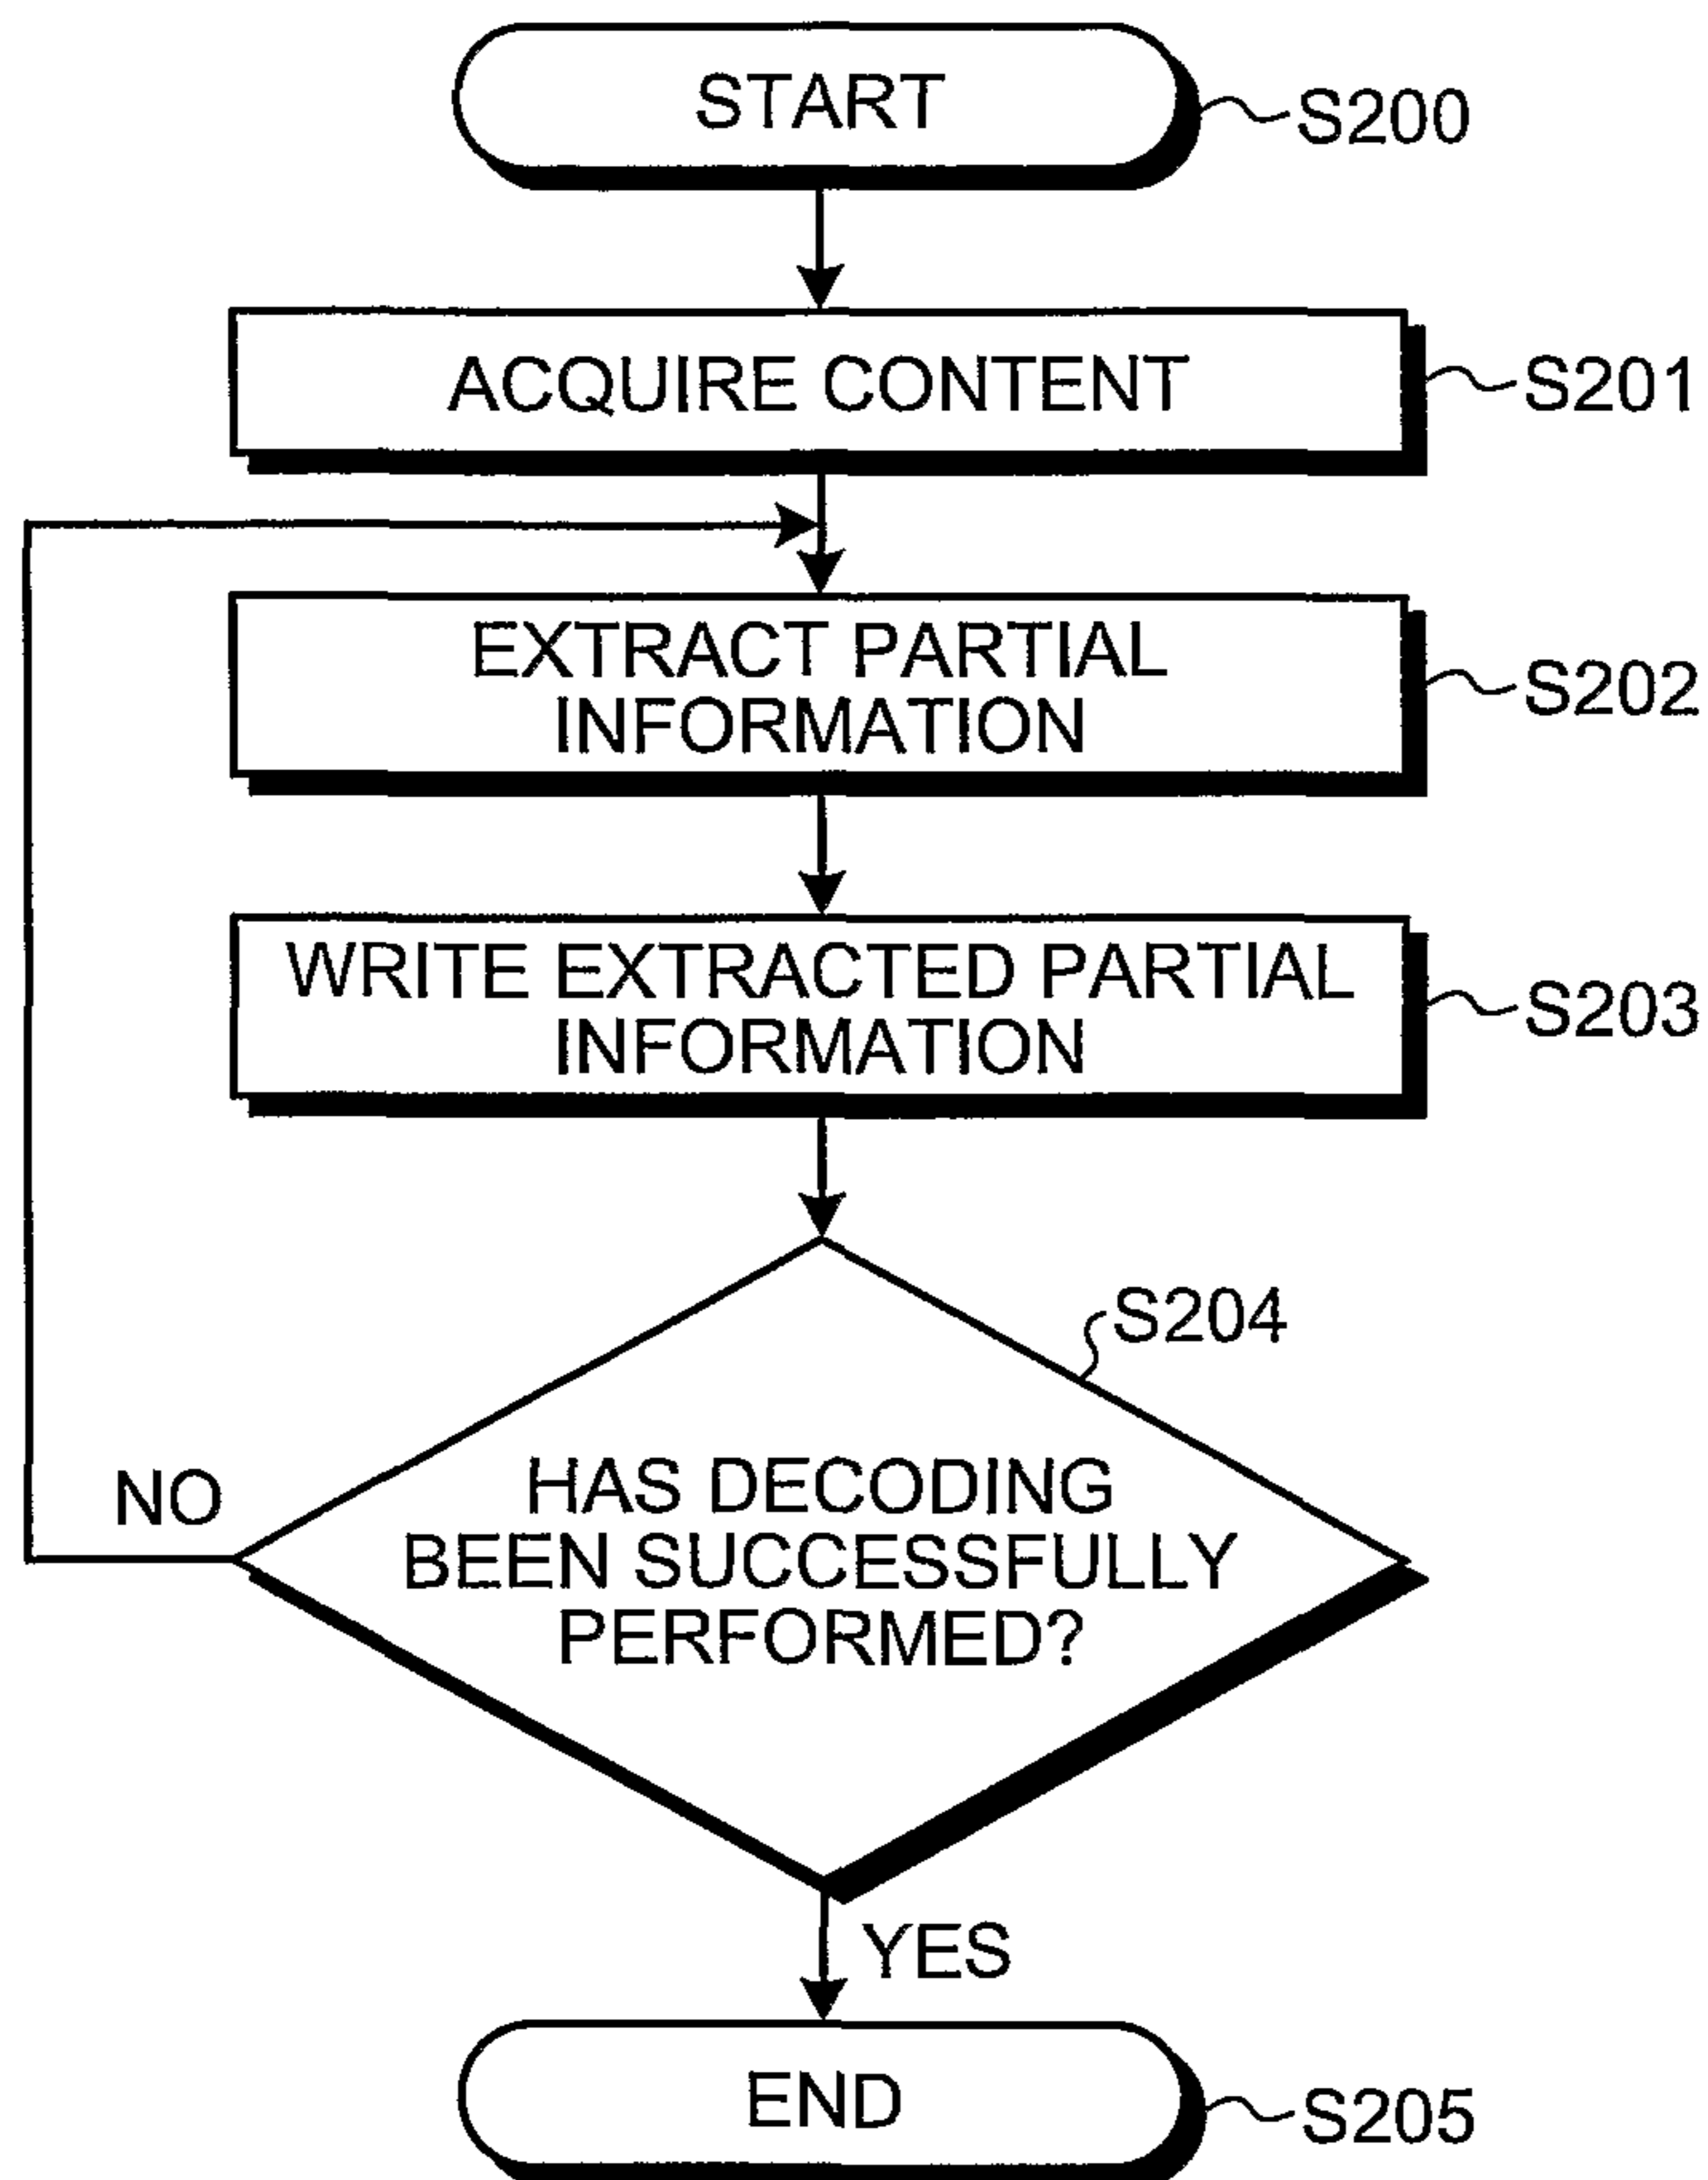 START
S200
ACQUIRE CONTENT
S201
EXTRACT PARTIAL
INFORMATION
S202
WRITE EXTRACTED PARTIAL
INFORMATION
S203
S204
HAS DECODING
BEEN SUCCESSFULLY
PERFORMED?
NO
YES
END
S205